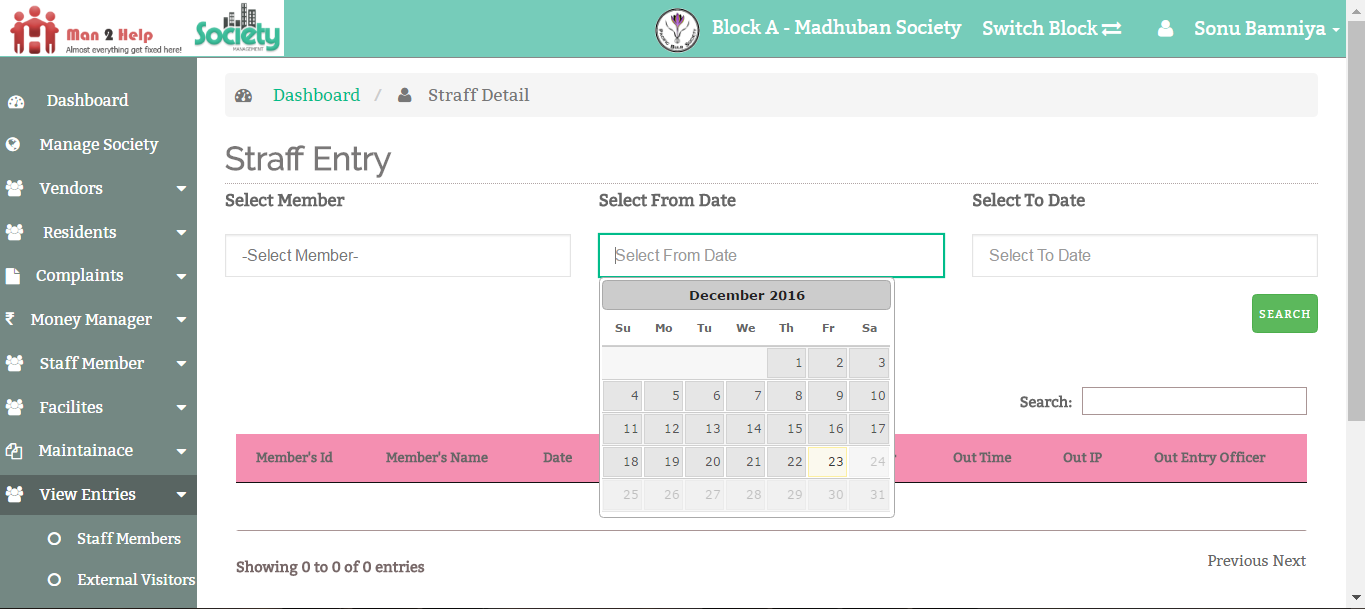 Man 2 Help
Almost everything get fixed here!
Society
MANAGEMENT
Block A - Madhuban Society
Switch Block
Sonu Bamniya
Dashboard
Manage Society
Vendors
Residents
Complaints
₹ Money Manager
Staff Member
Facilites
Maintainace
View Entries
Staff Members
External Visitors
Dashboard / Straff Detail
Straff Entry
Select Member Select From Date Select To Date
-Select Member- Select From Date Select To Date
December 2016
Su Mo Tu We Th Fr Sa
1 2 3
4 5 6 7 8 9 10
11 12 13 14 15 16 17
18 19 20 21 22 23 24
25 26 27 28 29 30 31
SEARCH
Search:
Member's Id Member's Name Date Out Time Out IP Out Entry Officer
Showing 0 to 0 of 0 entries
Previous Next